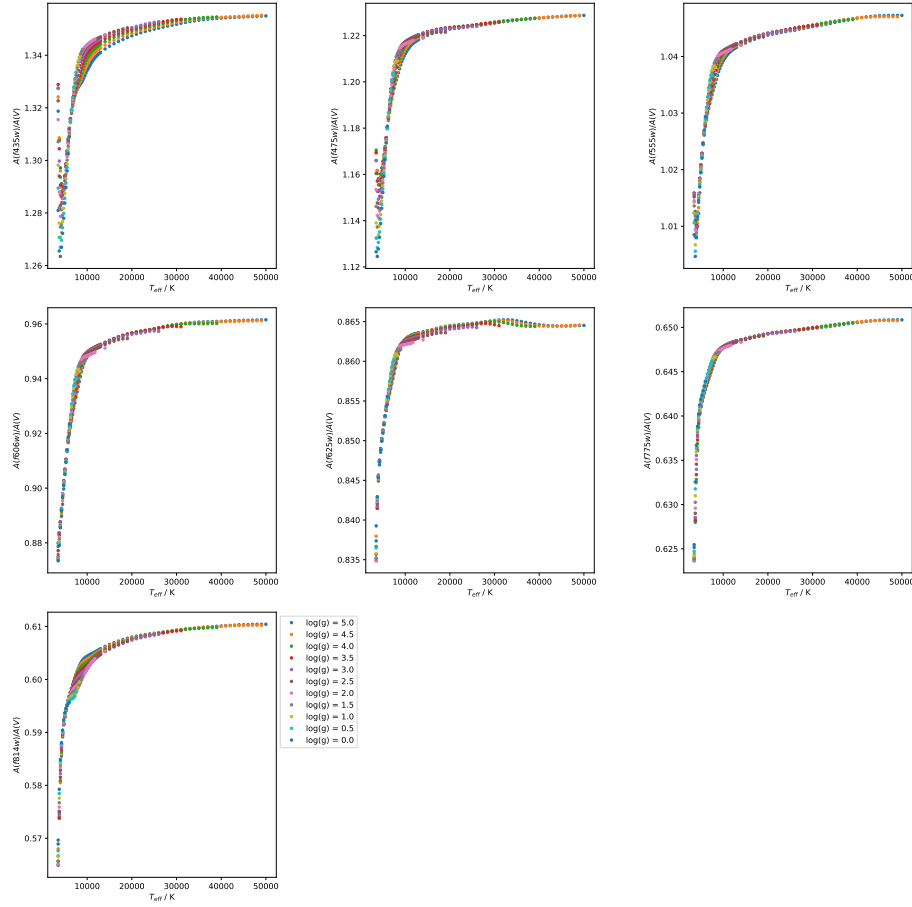 1.34
1.32
1.30
1.28
1.26
A(f435w)/A(V)
10000 20000 30000 40000 50000
T_eff / K
1.22
1.20
1.18
1.16
1.14
1.12
A(f475w)/A(V)
10000 20000 30000 40000 50000
T_eff / K
1.04
1.03
1.02
1.01
A(f555w)/A(V)
10000 20000 30000 40000 50000
T_eff / K
0.96
0.94
0.92
0.90
0.88
A(f606w)/A(V)
10000 20000 30000 40000 50000
T_eff / K
0.865
0.860
0.855
0.850
0.845
0.840
0.835
A(f625w)/A(V)
10000 20000 30000 40000 50000
T_eff / K
0.650
0.645
0.640
0.635
0.630
0.625
A(f775w)/A(V)
10000 20000 30000 40000 50000
T_eff / K
0.61
0.60
0.59
0.58
0.57
A(f814w)/A(V)
10000 20000 30000 40000 50000
T_eff / K
log(g) = 5.0
log(g) = 4.5
log(g) = 4.0
log(g) = 3.5
log(g) = 3.0
log(g) = 2.5
log(g) = 2.0
log(g) = 1.5
log(g) = 1.0
log(g) = 0.5
log(g) = 0.0